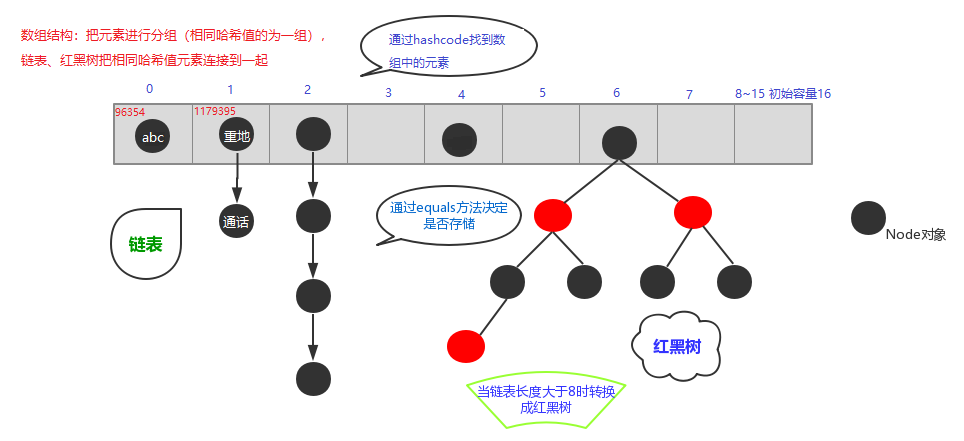 数组结构：把元素进行分组（相同哈希值的为一组），
链表、红黑树把相同哈希值元素连接到一起
通过hashcode找到数
组中的元素
0 1 2 3 4 5 6 7 8~15 初始容量16
96354 1179395
abc 重地
通过equals方法决定
是否存储
通话
链表
Node对象
红黑树
当链表长度大于8时转换
成红黑树